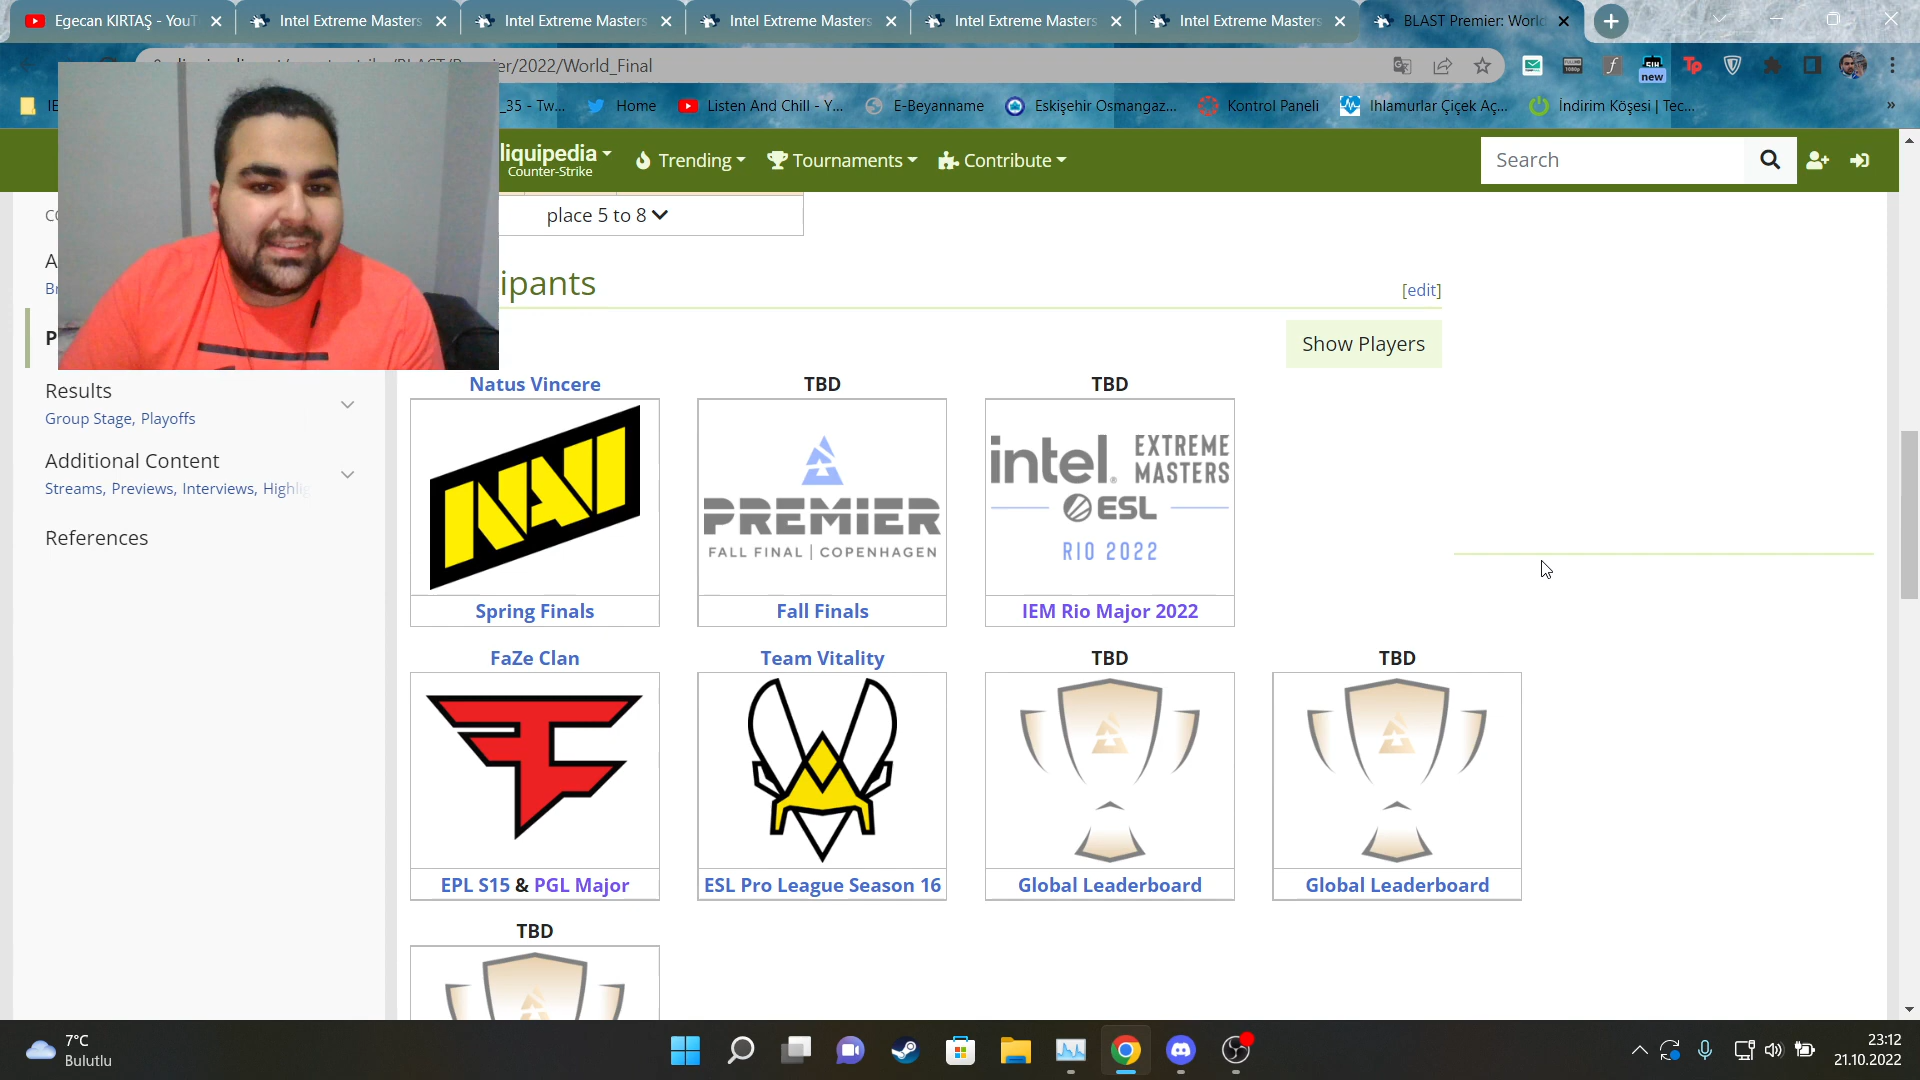 Egecan KIRTAŞ - YouT
Intel Extreme Masters
Intel Extreme Masters
Intel Extreme Masters
Intel Extreme Masters
Intel Extreme Masters
BLAST Premier: World
er/2022/World_Final
new
_35 - Tw...
Home
Listen And Chill - Y...
E-Beyanname
Eskişehir Osmangaz...
Kontrol Paneli
Ihlamurlar Çiçek Aç...
İndirim Köşesi | Tec...
»
liquipedia
Counter-Strike
Trending
Tournaments
Contribute
Search
place 5 to 8
ipants
[edit]
Show Players
Results
Group Stage, Playoffs
Additional Content
Streams, Previews, Interviews, Highli
References
Natus Vincere
TBD
TBD
NAVI
PREMIER
FALL FINAL | COPENHAGEN
intel. EXTREME
MASTERS
ESL
RIO 2022
Spring Finals
Fall Finals
IEM Rio Major 2022
FaZe Clan
Team Vitality
TBD
TBD
EPL S15 & PGL Major
ESL Pro League Season 16
Global Leaderboard
Global Leaderboard
TBD
7°C
Bulutlu
23:12
21.10.2022